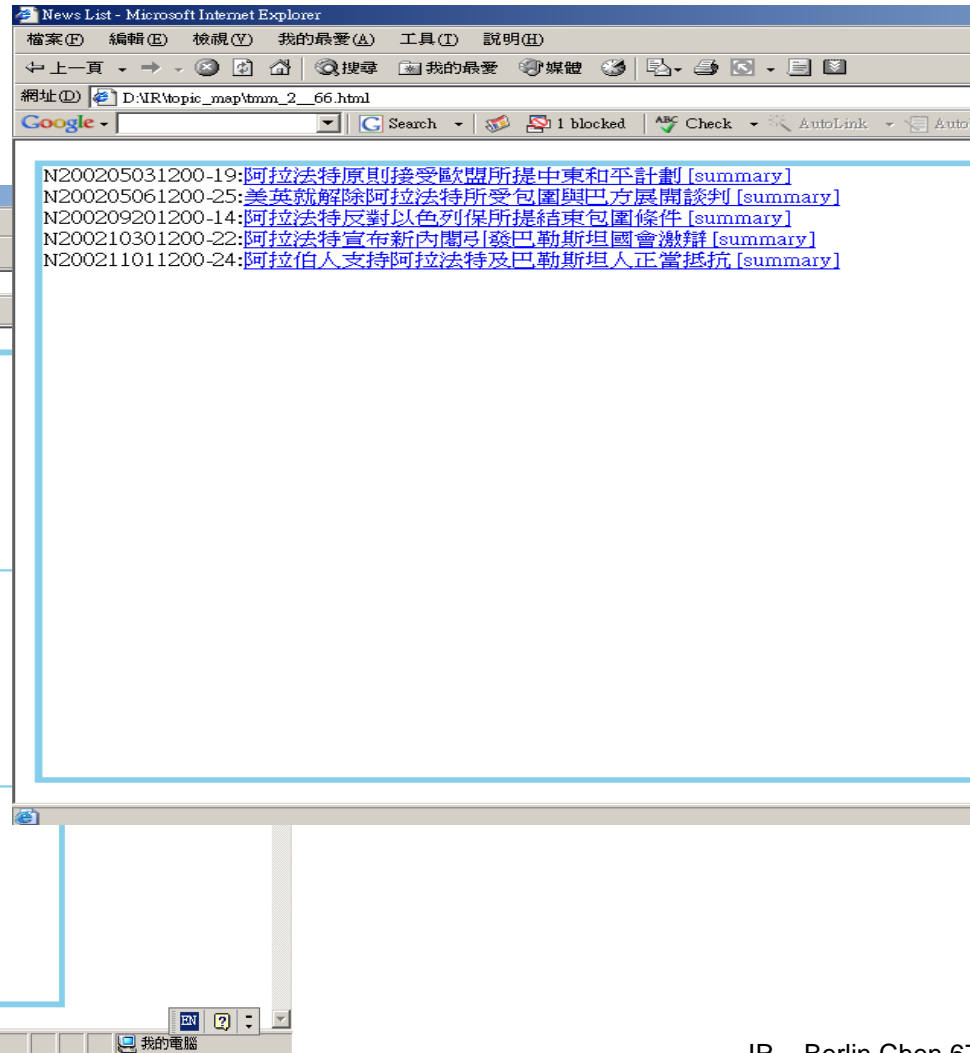 News List - Microsoft Internet Explorer
檔案(F) 編輯(E) 檢視(V) 我的最愛(A) 工具(T) 說明(H)
上一頁 搜尋 我的最愛 媒體
網址(D) D:\IR\topic_map\tmm_2__66.html
Google Search 1 blocked ABC Check AutoLink Auto
N200205031200-19:阿拉法特原則接受歐盟所提中東和平計劃 [summary]
N200205061200-25:美英就解除阿拉法特所受包圍與巴方展開談判 [summary]
N200209201200-14:阿拉法特反對以色列保所提結束包圍條件 [summary]
N200210301200-22:阿拉法特宣布新內閣引發巴勒斯坦國會激辯 [summary]
N200211011200-24:阿拉伯人支持阿拉法特及巴勒斯坦人正當抵抗 [summary]
EN
我的電腦
IR – Berlin Chen 67